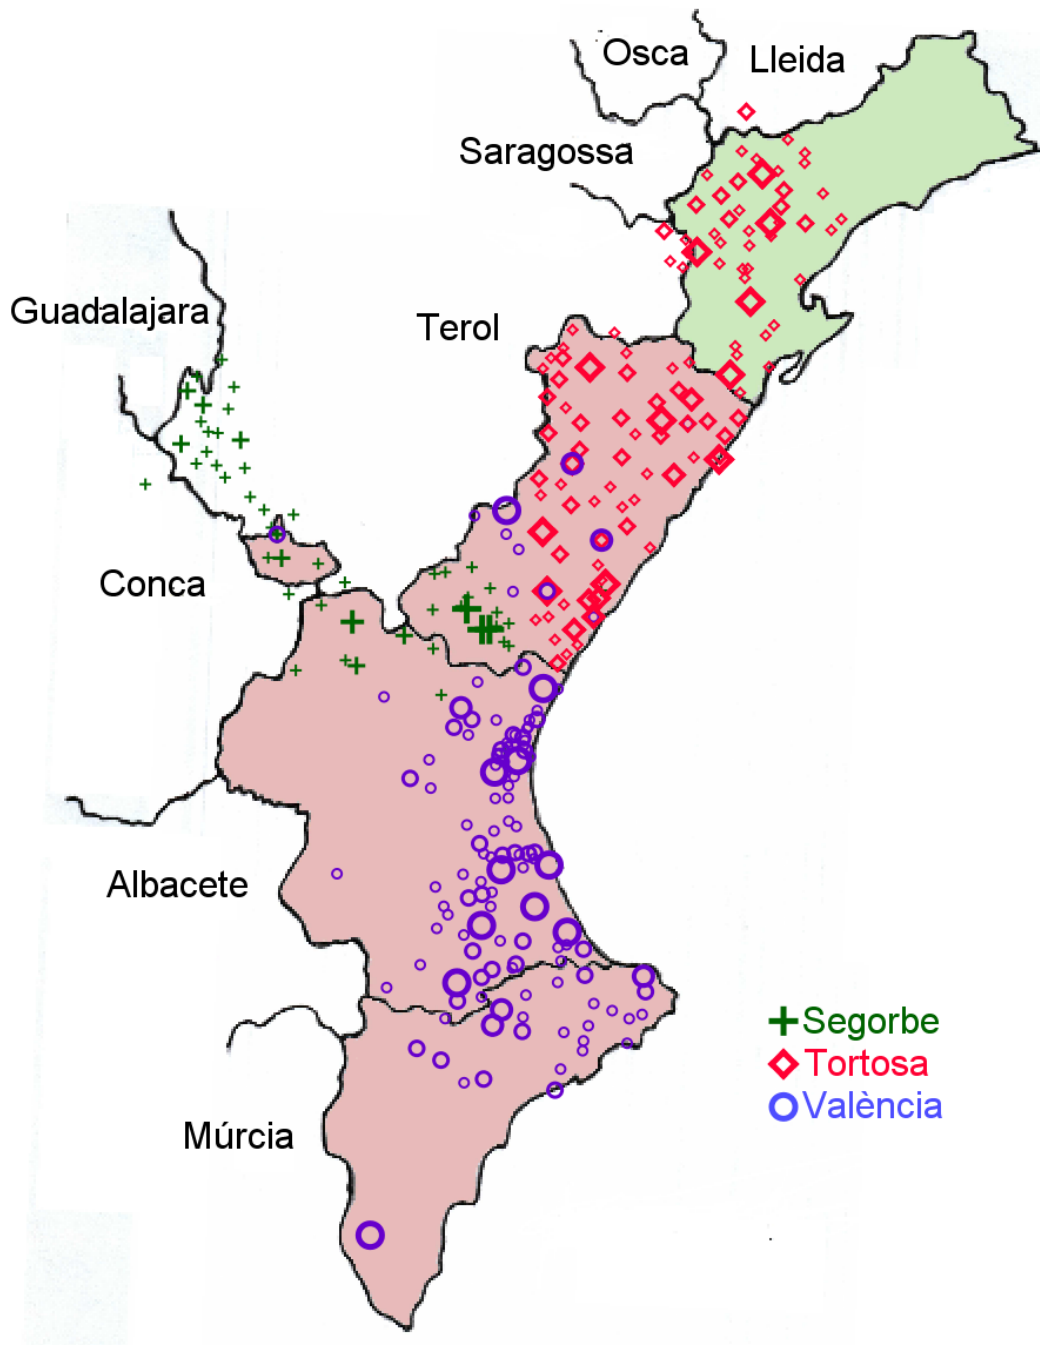 Osca
Lleida
Saragossa
Guadalajara
Terol
Conca
Albacete
Múrcia
Segorbe
Tortosa
València